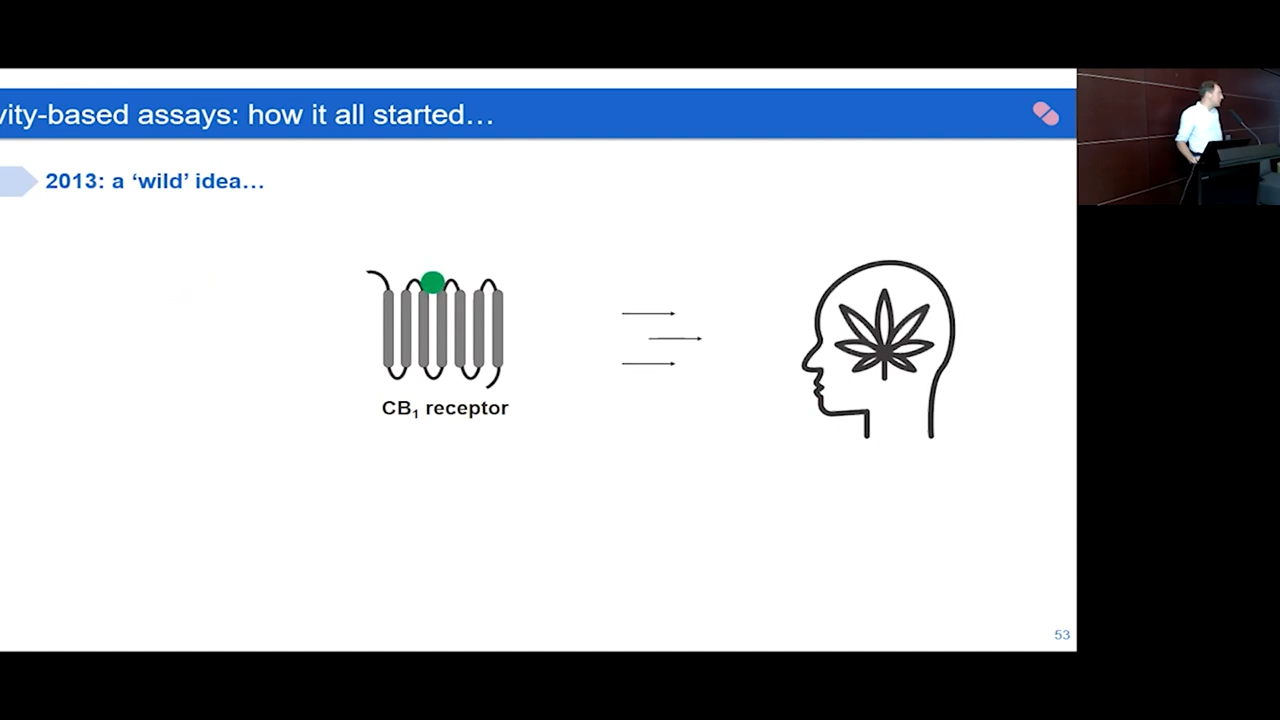 vity-based assays: how it all started…
2013: a ‘wild’ idea…
CB₁ receptor
53